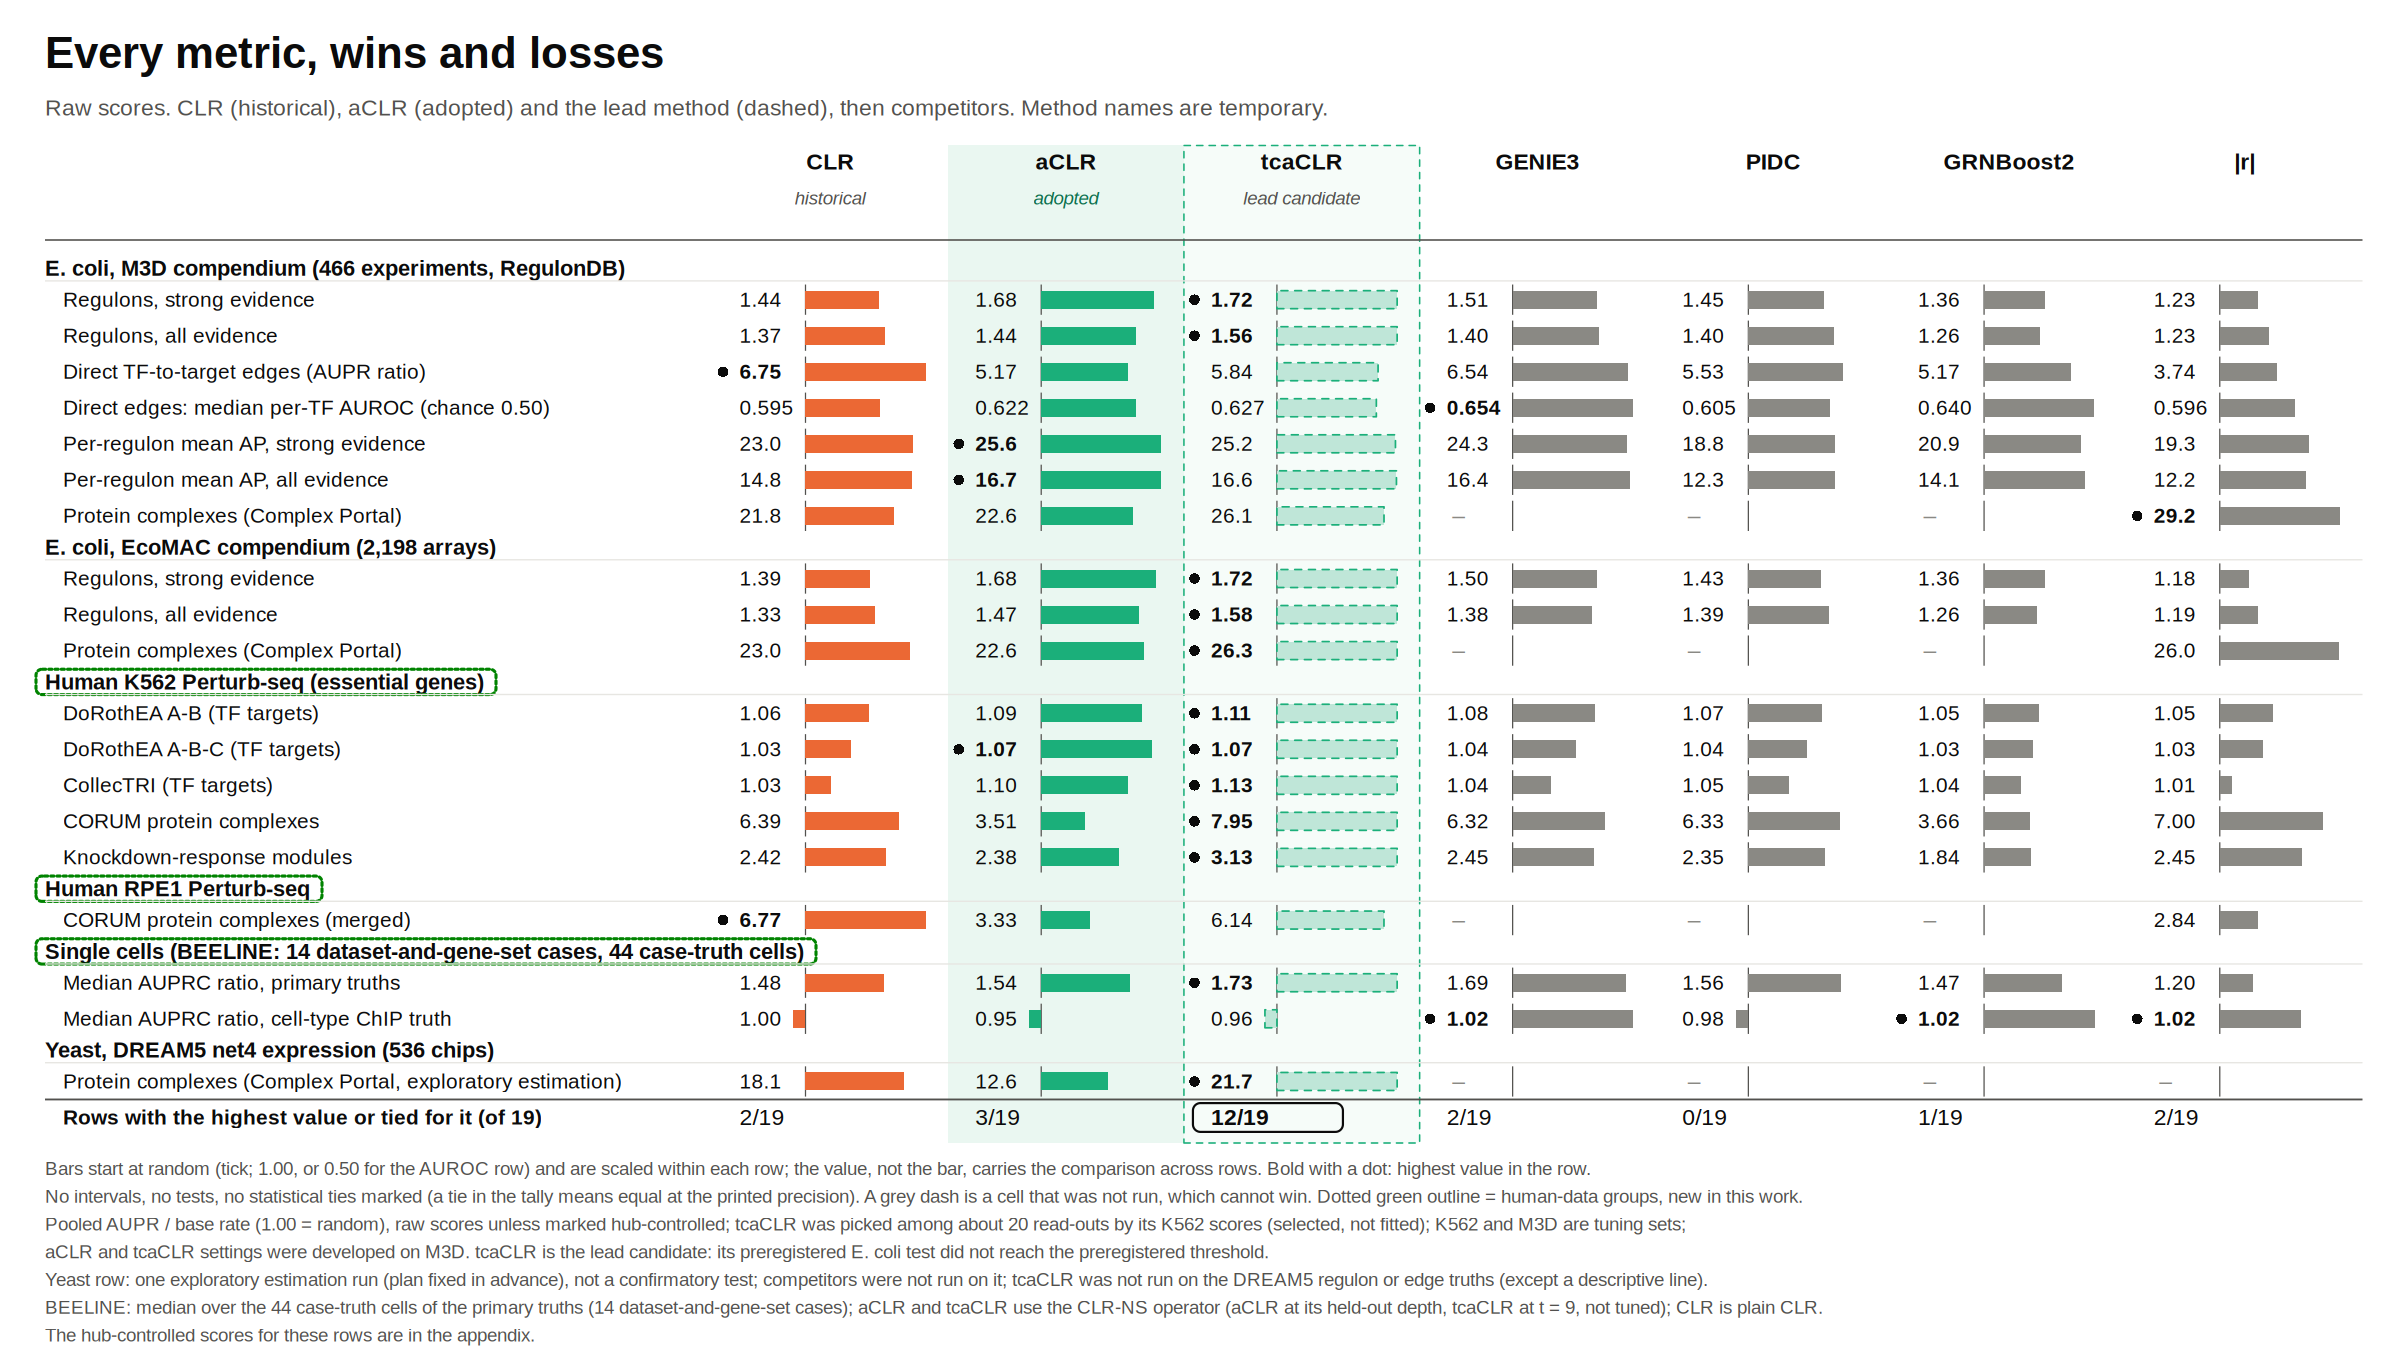 Every metric, wins and losses
Raw scores. CLR (historical), aCLR (adopted) and the lead method (dashed), then competitors. Method names are temporary.
CLR aCLR tcaCLR GENIE3 PIDC GRNBoost2 |r|
historical adopted lead candidate
E. coli, M3D compendium (466 experiments, RegulonDB)
Regulons, strong evidence 1.44 1.68 • 1.72 1.51 1.45 1.36 1.23
Regulons, all evidence 1.37 1.44 • 1.56 1.40 1.40 1.26 1.23
Direct TF-to-target edges (AUPR ratio) • 6.75 5.17 5.84 6.54 5.53 5.17 3.74
Direct edges: median per-TF AUROC (chance 0.50) 0.595 0.622 0.627 • 0.654 0.605 0.640 0.596
Per-regulon mean AP, strong evidence 23.0 • 25.6 25.2 24.3 18.8 20.9 19.3
Per-regulon mean AP, all evidence 14.8 • 16.7 16.6 16.4 12.3 14.1 12.2
Protein complexes (Complex Portal) 21.8 22.6 26.1 – – – • 29.2
E. coli, EcoMAC compendium (2,198 arrays)
Regulons, strong evidence 1.39 1.68 • 1.72 1.50 1.43 1.36 1.18
Regulons, all evidence 1.33 1.47 • 1.58 1.38 1.39 1.26 1.19
Protein complexes (Complex Portal) 23.0 22.6 • 26.3 – – – 26.0
Human K562 Perturb-seq (essential genes)
DoRothEA A-B (TF targets) 1.06 1.09 • 1.11 1.08 1.07 1.05 1.05
DoRothEA A-B-C (TF targets) 1.03 • 1.07 • 1.07 1.04 1.04 1.03 1.03
CollecTRI (TF targets) 1.03 1.10 • 1.13 1.04 1.05 1.04 1.01
CORUM protein complexes 6.39 3.51 • 7.95 6.32 6.33 3.66 7.00
Knockdown-response modules 2.42 2.38 • 3.13 2.45 2.35 1.84 2.45
Human RPE1 Perturb-seq
CORUM protein complexes (merged) • 6.77 3.33 6.14 – – – 2.84
Single cells (BEELINE: 14 dataset-and-gene-set cases, 44 case-truth cells)
Median AUPRC ratio, primary truths 1.48 1.54 • 1.73 1.69 1.56 1.47 1.20
Median AUPRC ratio, cell-type ChIP truth 1.00 0.95 0.96 • 1.02 0.98 • 1.02 • 1.02
Yeast, DREAM5 net4 expression (536 chips)
Protein complexes (Complex Portal, exploratory estimation) 18.1 12.6 • 21.7 – – – –
Rows with the highest value or tied for it (of 19) 2/19 3/19 12/19 2/19 0/19 1/19 2/19
Bars start at random (tick; 1.00, or 0.50 for the AUROC row) and are scaled within each row; the value, not the bar, carries the comparison across rows. Bold with a dot: highest value in the row.
No intervals, no tests, no statistical ties marked (a tie in the tally means equal at the printed precision). A grey dash is a cell that was not run, which cannot win. Dotted green outline = human-data groups, new in this work.
Pooled AUPR / base rate (1.00 = random), raw scores unless marked hub-controlled; tcaCLR was picked among about 20 read-outs by its K562 scores (selected, not fitted); K562 and M3D are tuning sets;
aCLR and tcaCLR settings were developed on M3D. tcaCLR is the lead candidate: its preregistered E. coli test did not reach the preregistered threshold.
Yeast row: one exploratory estimation run (plan fixed in advance), not a confirmatory test; competitors were not run on it; tcaCLR was not run on the DREAM5 regulon or edge truths (except a descriptive line).
BEELINE: median over the 44 case-truth cells of the primary truths (14 dataset-and-gene-set cases); aCLR and tcaCLR use the CLR-NS operator (aCLR at its held-out depth, tcaCLR at t = 9, not tuned); CLR is plain CLR.
The hub-controlled scores for these rows are in the appendix.